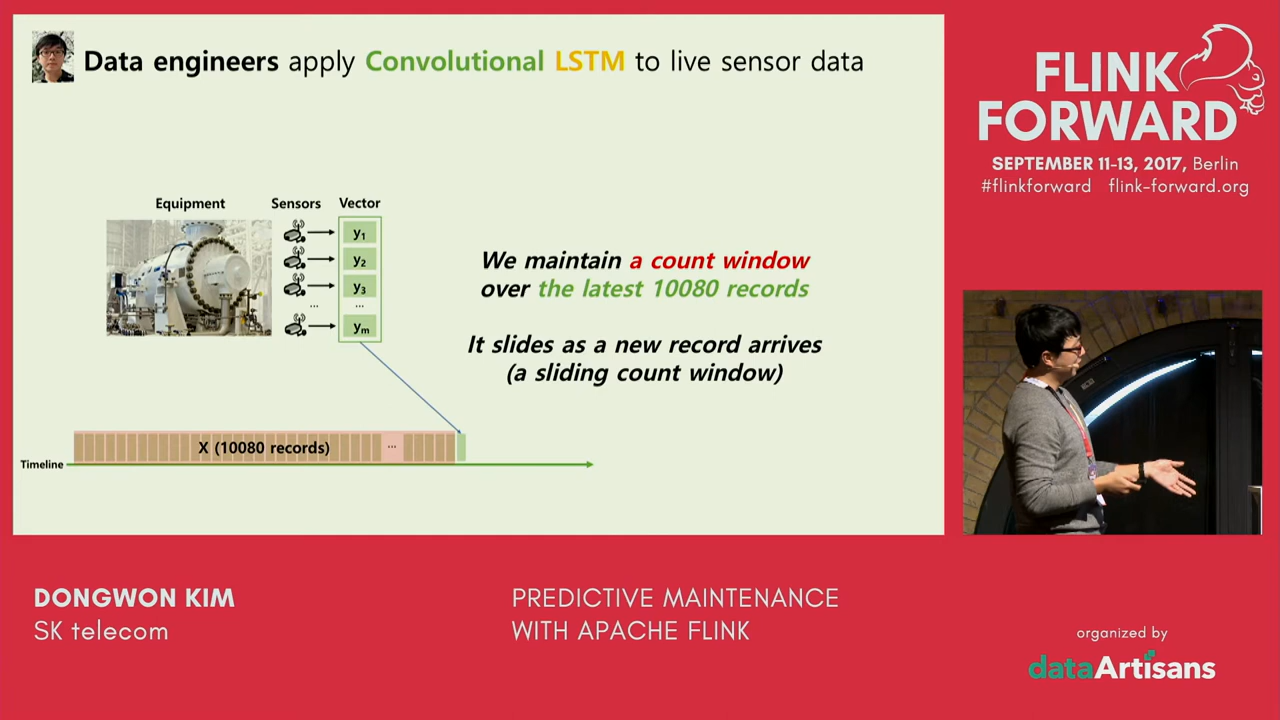 Data engineers apply Convolutional LSTM to live sensor data
Equipment Sensors Vector
y1
y2
y3
... ...
ym
We maintain a count window
over the latest 10080 records
It slides as a new record arrives
(a sliding count window)
X (10080 records) ...
Timeline
FLINK
FORWARD
SEPTEMBER 11-13, 2017, Berlin
#flinkforward flink-forward.org
DONGWON KIM
SK telecom
PREDICTIVE MAINTENANCE
WITH APACHE FLINK
organized by
dataArtisans